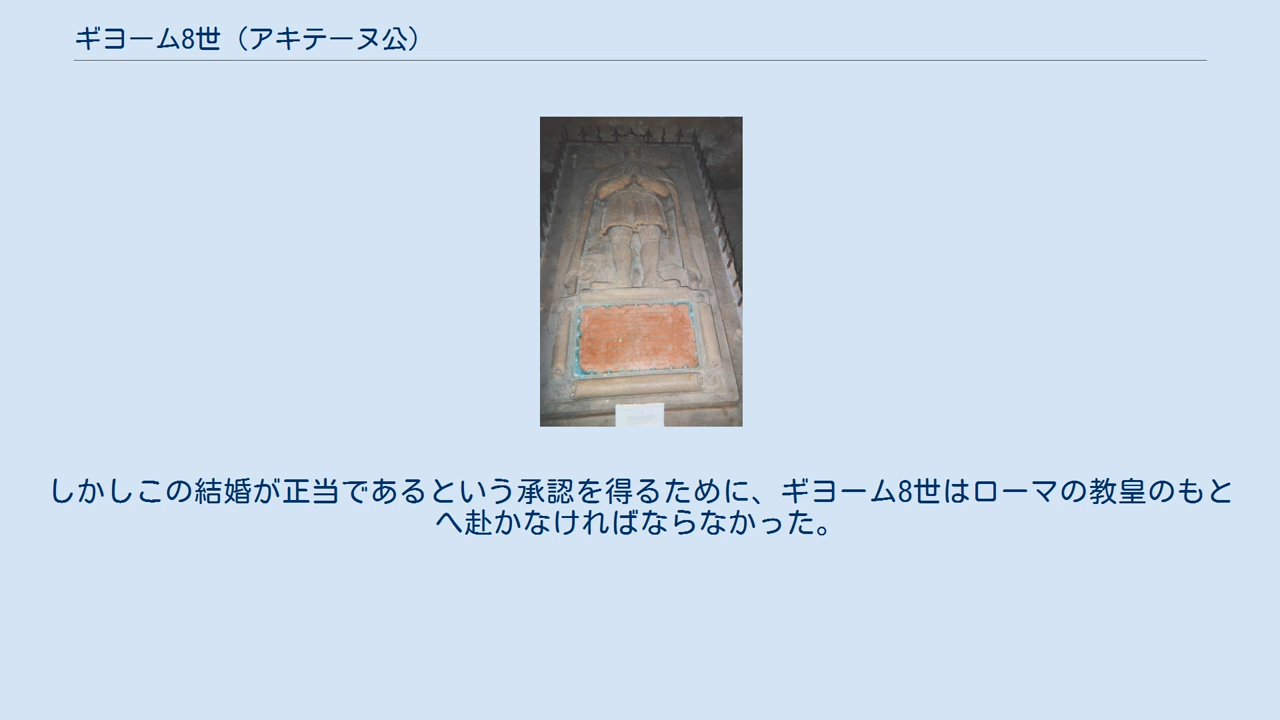 ギヨーム8世（アキテーヌ公）
しかしこの結婚が正当であるという承認を得るために、ギヨーム8世はローマの教皇のもと
へ赴かなければならなかった。